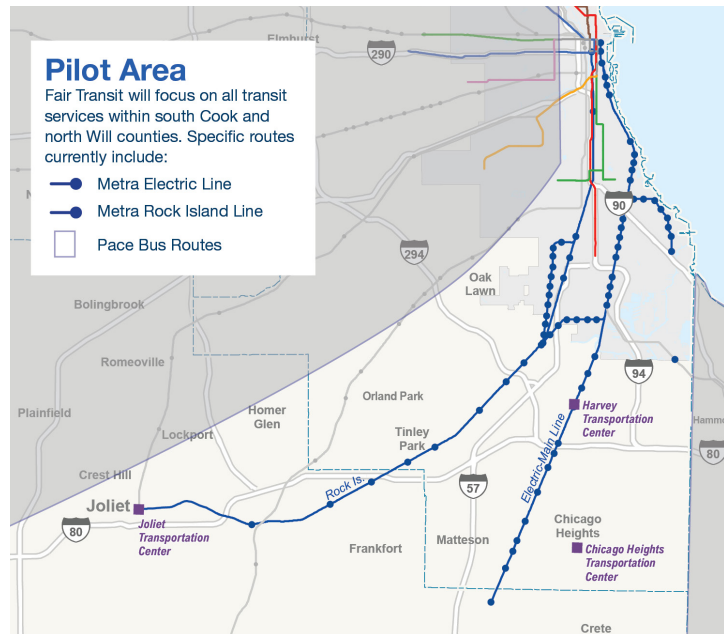 Elmhurst
290
Pilot Area
Fair Transit will focus on all transit
services within south Cook and
north Will counties. Specific routes
currently include:
Metra Electric Line
Metra Rock Island Line
Pace Bus Routes
N
90
294
Oak
Lawn
Bolingbrook
Romeoville
94
Plainfield
Orland Park
Homer
Glen
Harvey
Transportation
Center
Tinley
Park
Lockport
Hamm
80
Crest Hill
Electric-Main Line
Rock Is.
57
Joliet
Joliet
Transportation
Center
80
Chicago
Heights
Matteson
Frankfort
Chicago Heights
Transportation
Center
Crete